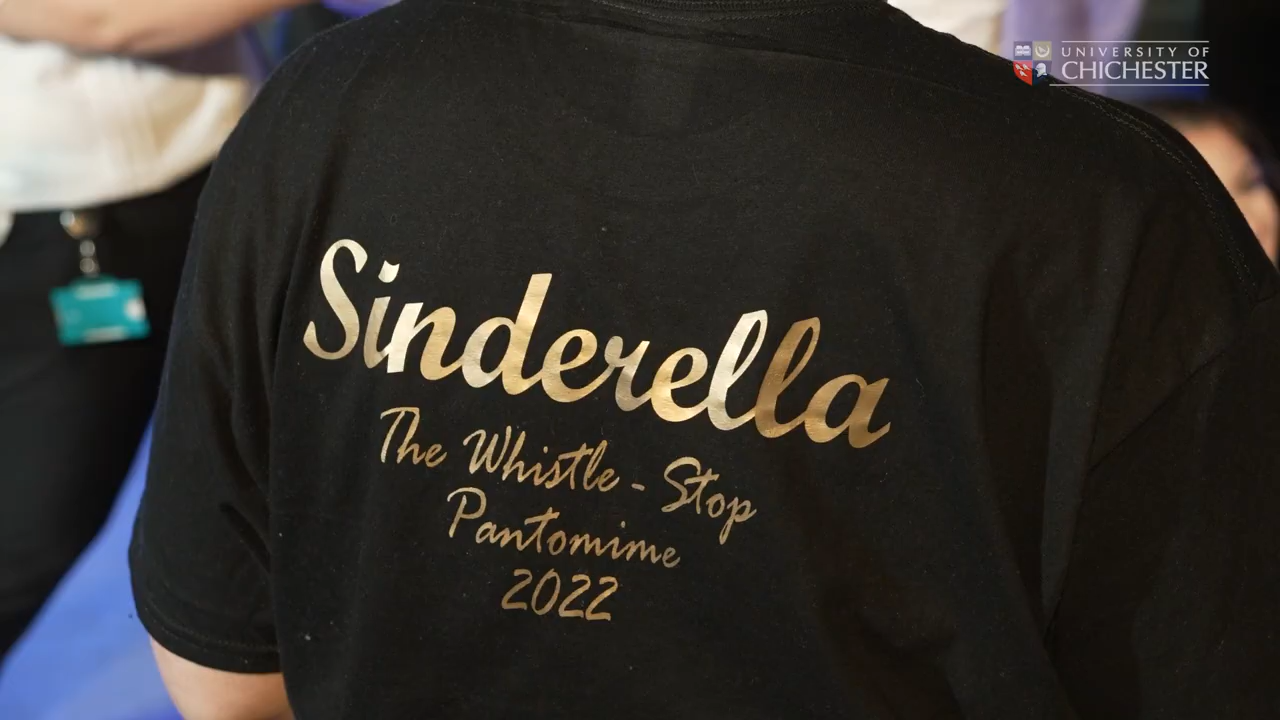 UNIVERSITY OF
CHICHESTER
Sinderella
The Whistle - Stop
Pantomime
2022